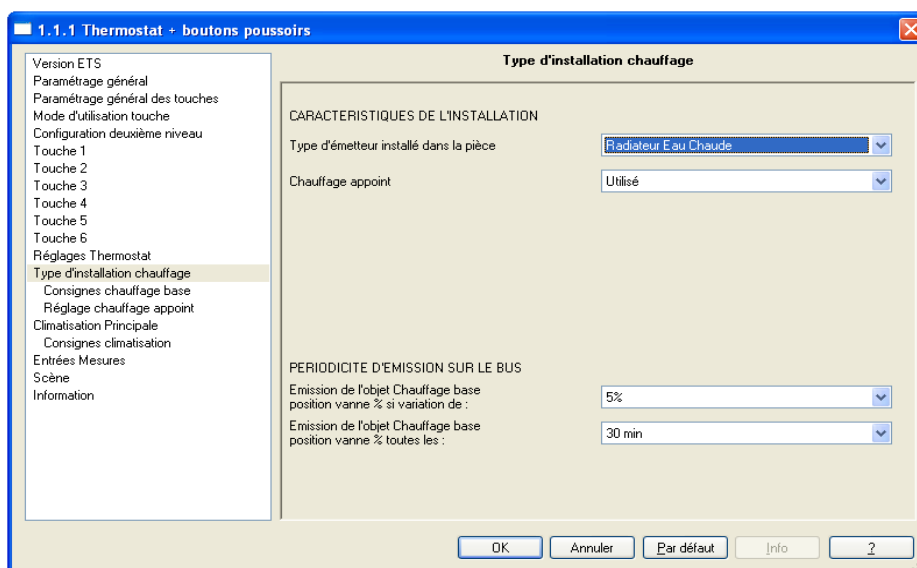 1.1.1 Thermostat + boutons poussoirs
Version ETS
Paramétrage général
Paramétrage général des touches
Mode d'utilisation touche
Configuration deuxième niveau
Touche 1
Touche 2
Touche 3
Touche 4
Touche 5
Touche 6
Réglages Thermostat
Type d'installation chauffage
Consignes chauffage base
Réglage chauffage appoint
Climatisation Principale
Consignes climatisation
Entrées Mesures
Scène
Information
Type d'installation chauffage
CARACTERISTIQUES DE L'INSTALLATION
Type d'émetteur installé dans la pièce
Radiateur Eau Chaude
Chauffage appoint
Utilisé
PERIODICITE D'EMISSION SUR LE BUS
Emission de l'objet Chauffage base
position vanne % si variation de :
5%
Emission de l'objet Chauffage base
position vanne % toutes les :
30 min
OK
Annuler
Par défaut
Info
?